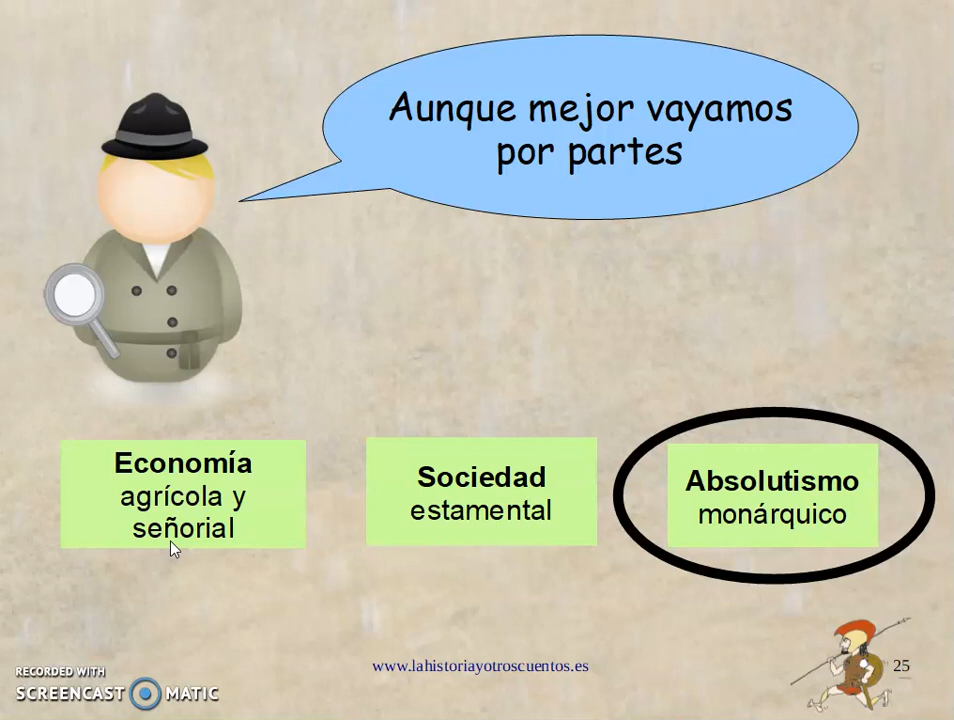 Aunque mejor vayamos
por partes
Economía
agrícola y
señorial
Sociedad
estamental
Absolutismo
monárquico
www.lahistoriayotroscuentos.es
25
RECORDED WITH
SCREENCAST MATIC